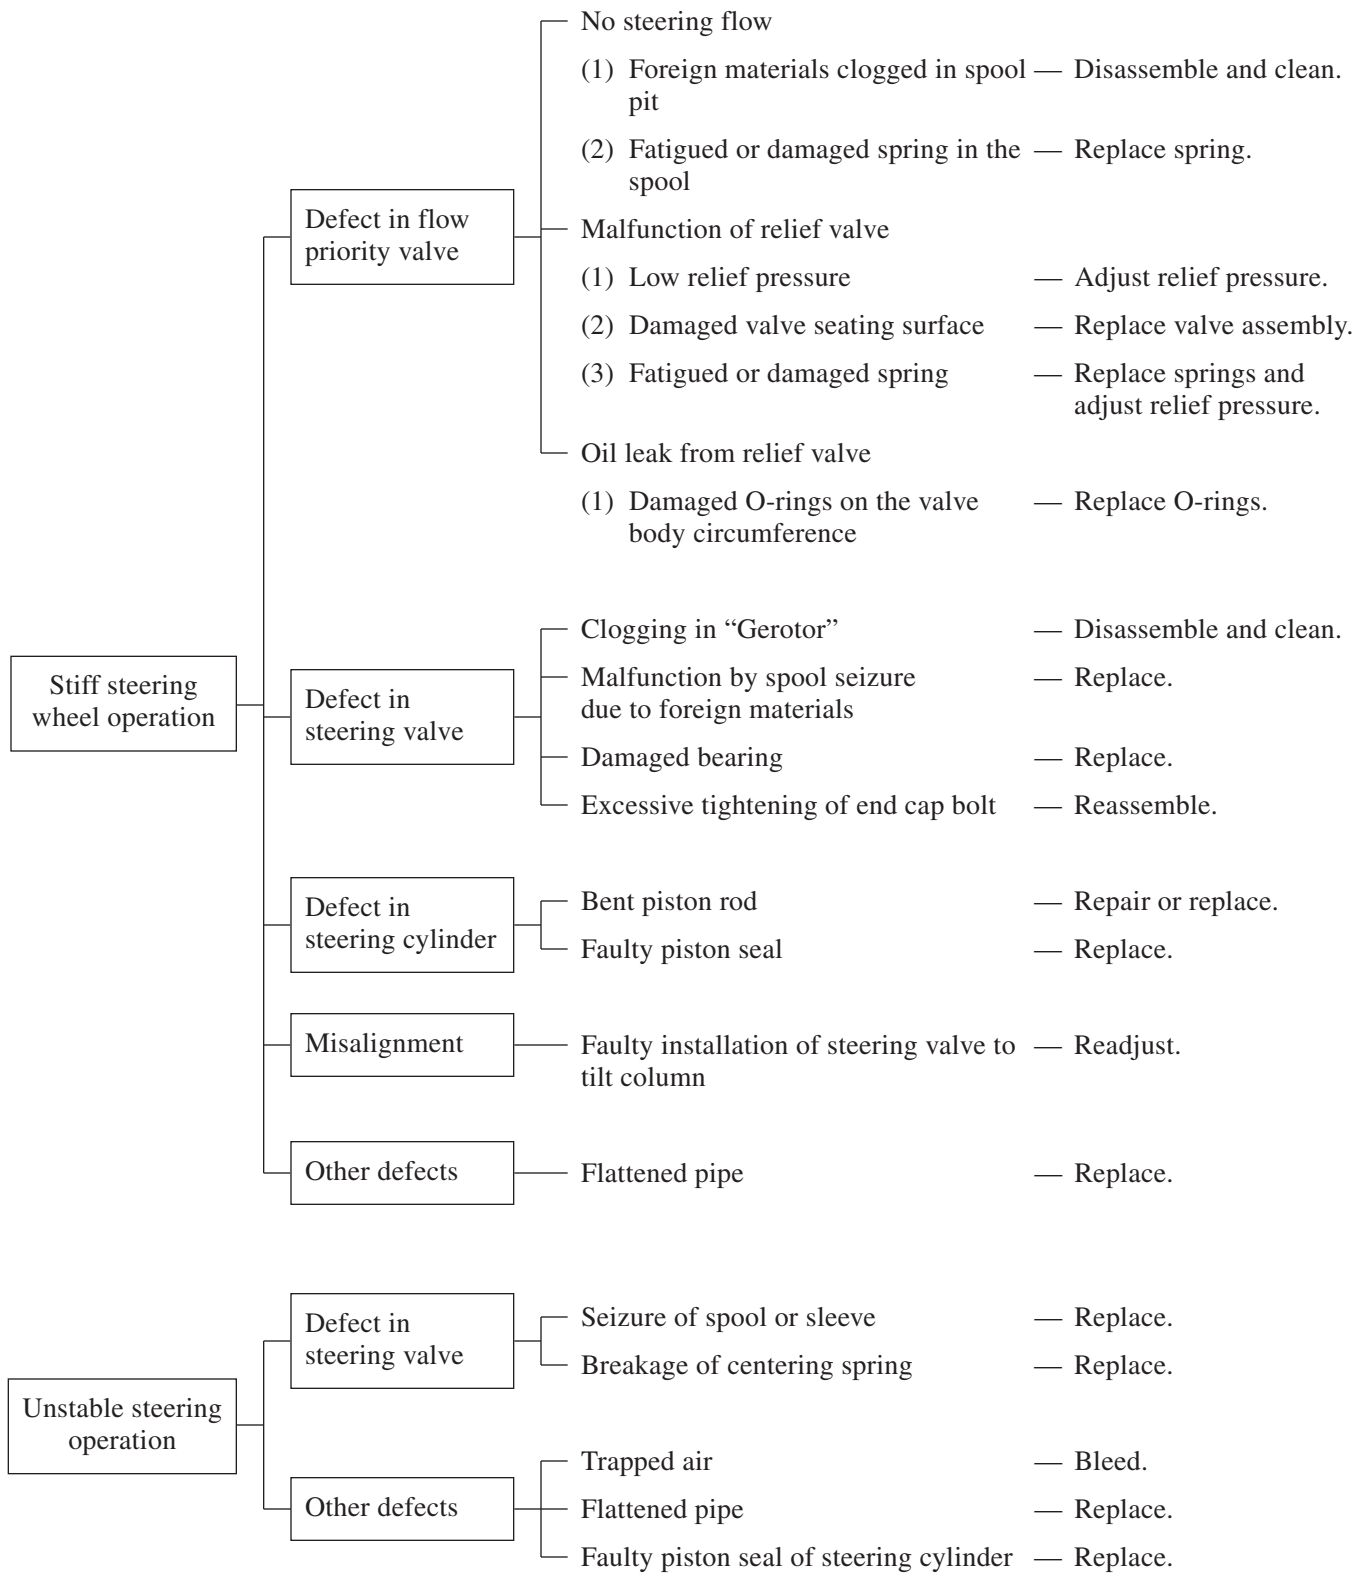 No steering flow
(1) Foreign materials clogged in spool — Disassemble and clean.
pit
(2) Fatigued or damaged spring in the — Replace spring.
spool
Defect in flow
priority valve
Malfunction of relief valve
(1) Low relief pressure — Adjust relief pressure.
(2) Damaged valve seating surface — Replace valve assembly.
(3) Fatigued or damaged spring — Replace springs and
adjust relief pressure.
Oil leak from relief valve
(1) Damaged O-rings on the valve — Replace O-rings.
body circumference
Stiff steering
wheel operation
Defect in
steering valve
Clogging in “Gerotor” — Disassemble and clean.
Malfunction by spool seizure — Replace.
due to foreign materials
Damaged bearing — Replace.
Excessive tightening of end cap bolt — Reassemble.
Defect in
steering cylinder
Bent piston rod — Repair or replace.
Faulty piston seal — Replace.
Misalignment
Faulty installation of steering valve to — Readjust.
tilt column
Other defects
Flattened pipe — Replace.
Unstable steering
operation
Defect in
steering valve
Seizure of spool or sleeve — Replace.
Breakage of centering spring — Replace.
Other defects
Trapped air — Bleed.
Flattened pipe — Replace.
Faulty piston seal of steering cylinder — Replace.